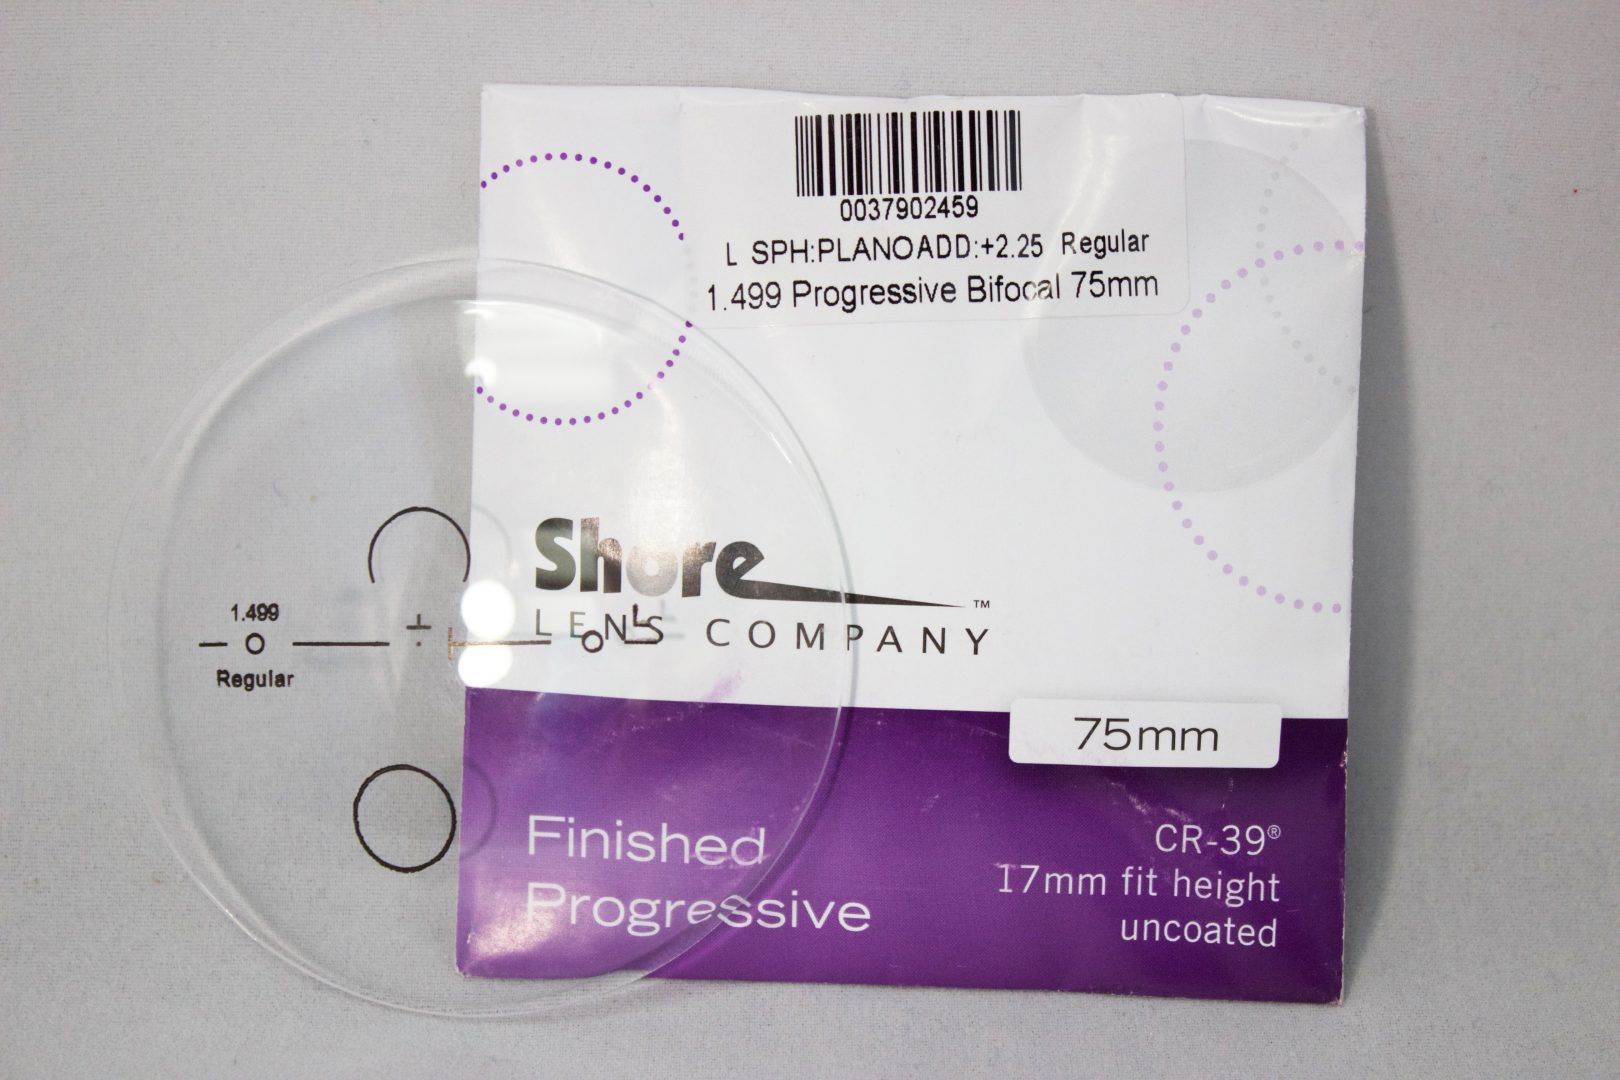 0037902459
L SPH:PLANOADD:+2.25 Regular
1.499 Progressive Bifocal 75mm
Shore™
LENS COMPANY
1.499
Regular
L
75mm
Finished
Progressive
CR-39®
17mm fit height
uncoated